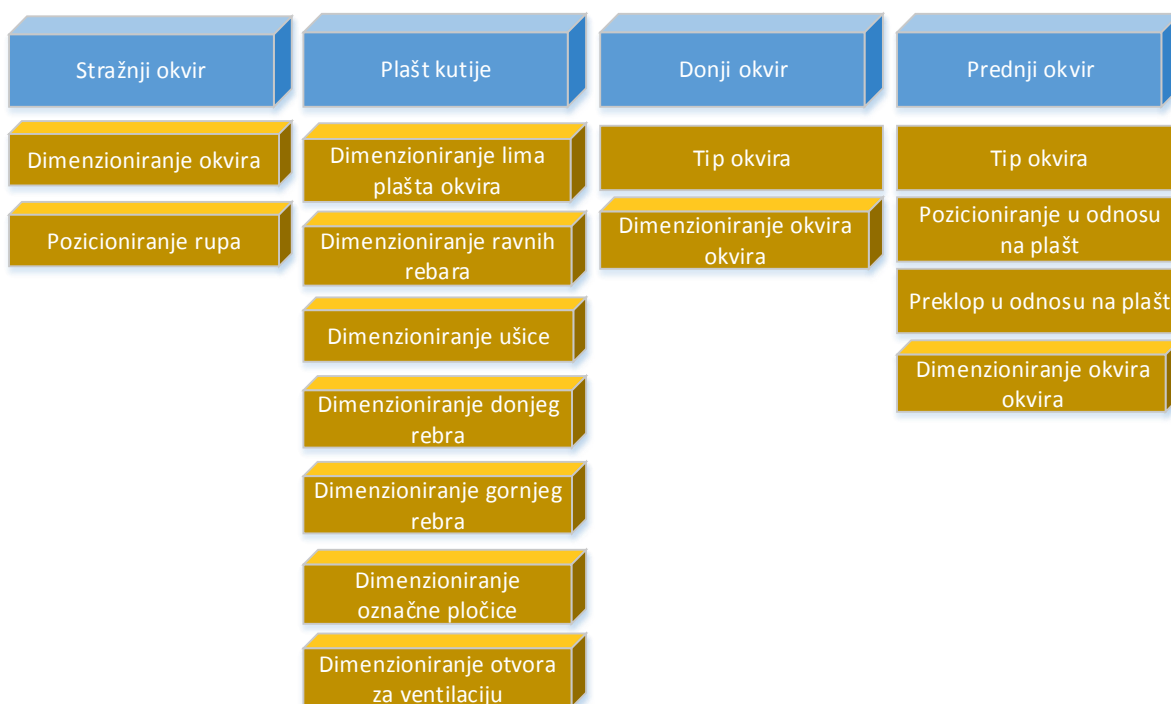 Stražnji okvir
Dimenzioniranje okvira
Pozicioniranje rupa
Plašt kutije
Dimenzioniranje lima
plašta okvira
Dimenzioniranje ravnih
rebara
Dimenzioniranje ušice
Dimenzioniranje donjeg
rebra
Dimenzioniranje gornjeg
rebra
Dimenzioniranje
označne pločice
Dimenzioniranje otvora
za ventilaciju
Donji okvir
Tip okvira
Dimenzioniranje okvira
okvira
Prednji okvir
Tip okvira
Pozicioniranje u odnosu
na plašt
Preklop u odnosu na plašt
Dimenzioniranje okvira
okvira